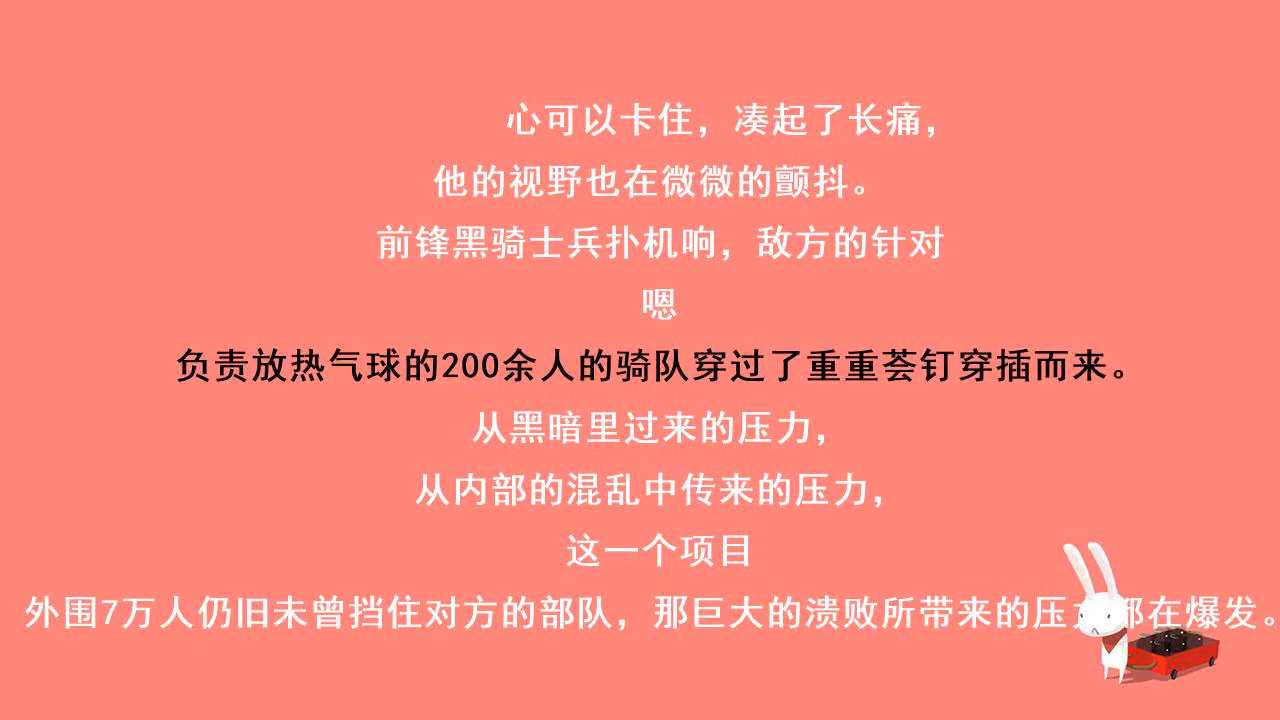 心可以卡住，凑起了长痛，
他的视野也在微微的颤抖。
前锋黑骑士兵扑机响，敌方的针对
嗯
负责放热气球的200余人的骑队穿过了重重荟钉穿插而来。
从黑暗里过来的压力，
从内部的混乱中传来的压力，
这一个项目
外围7万人仍旧未曾挡住对方的部队，那巨大的溃败所带来的压力都在爆发。